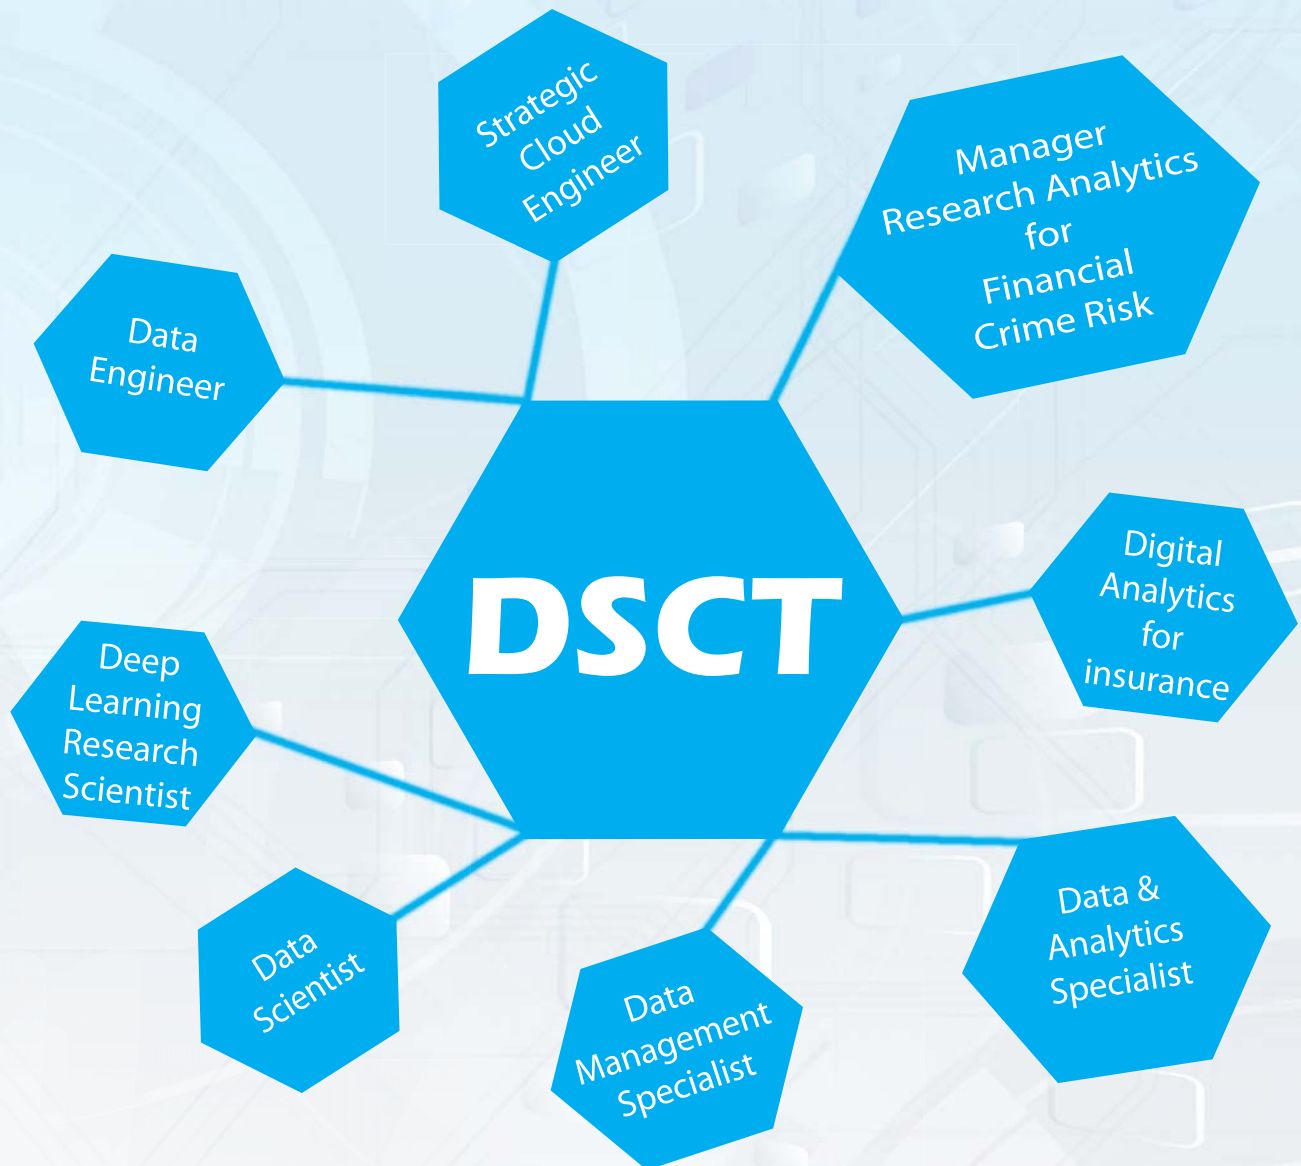 Strategic
Cloud
Engineer
Manager
Research Analytics
for
Financial
Crime Risk
Data
Engineer
DSCT
Digital
Analytics
for
insurance
Deep
Learning
Research
Scientist
Data
Scientist
Data
Management
Specialist
Data &
Analytics
Specialist